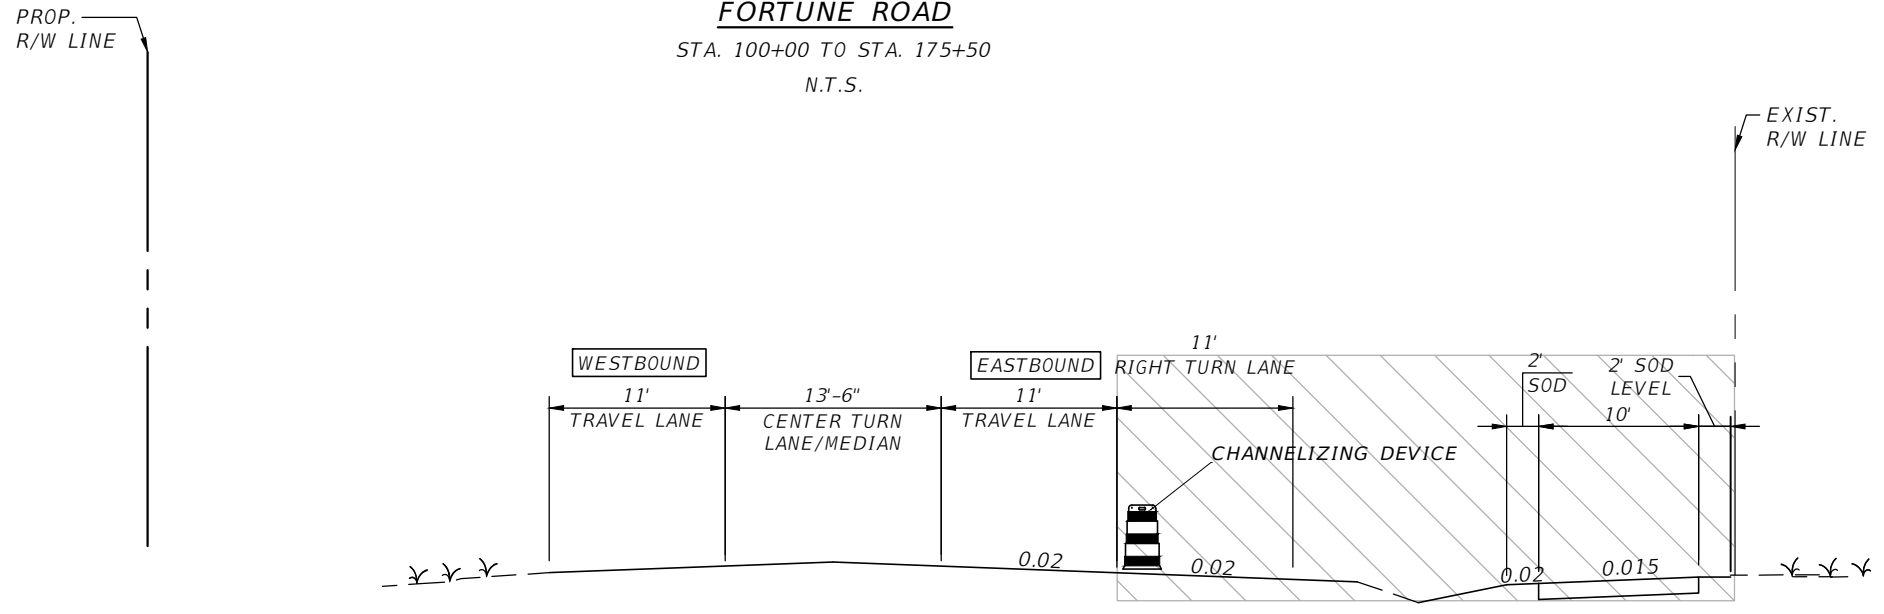 FORTUNE ROAD
STA. 100+00 TO STA. 175+50
N.T.S.
PROP.
R/W LINE
EXIST.
R/W LINE
WESTBOUND
11'
TRAVEL LANE
13'-6"
CENTER TURN
LANE/MEDIAN
EASTBOUND
11'
TRAVEL LANE
11'
RIGHT TURN LANE
2'
SOD
2' SOD
LEVEL
10'
CHANNELIZING DEVICE
0.02
0.02
0.02
0.015